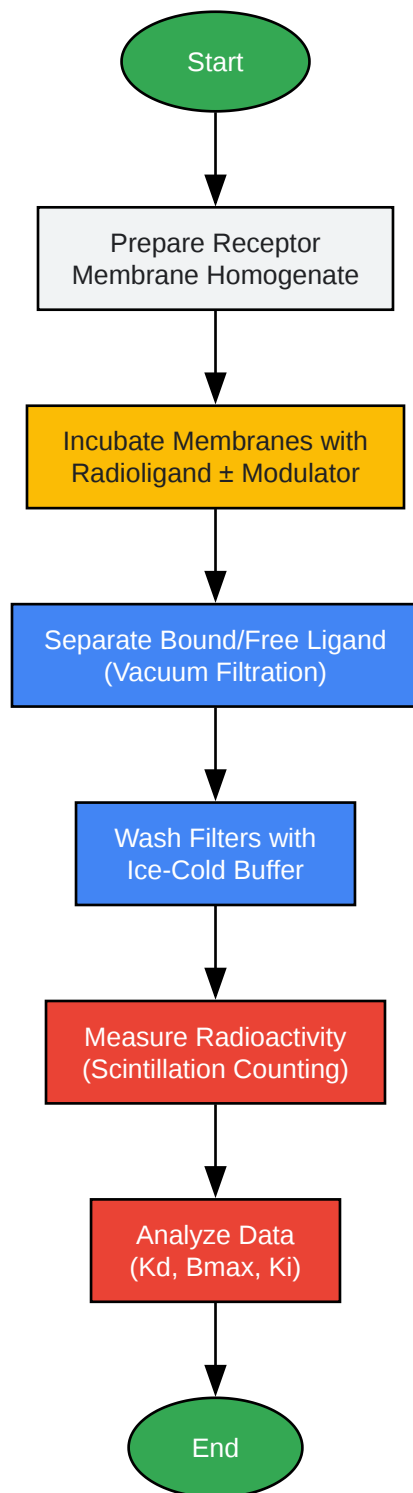 Start
Prepare Receptor
Membrane Homogenate
Incubate Membranes with
Radioligand ± Modulator
Separate Bound/Free Ligand
(Vacuum Filtration)
Wash Filters with
Ice-Cold Buffer
Measure Radioactivity
(Scintillation Counting)
Analyze Data
(Kd, Bmax, Ki)
End